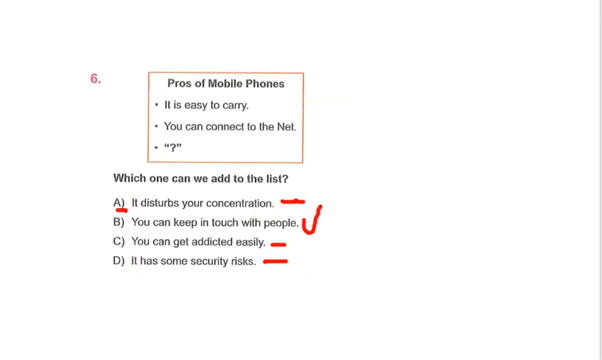 6.
Pros of Mobile Phones
• It is easy to carry.
• You can connect to the Net.
• “?”
Which one can we add to the list?
A) It disturbs your concentration.
B) You can keep in touch with people.
C) You can get addicted easily.
D) It has some security risks.